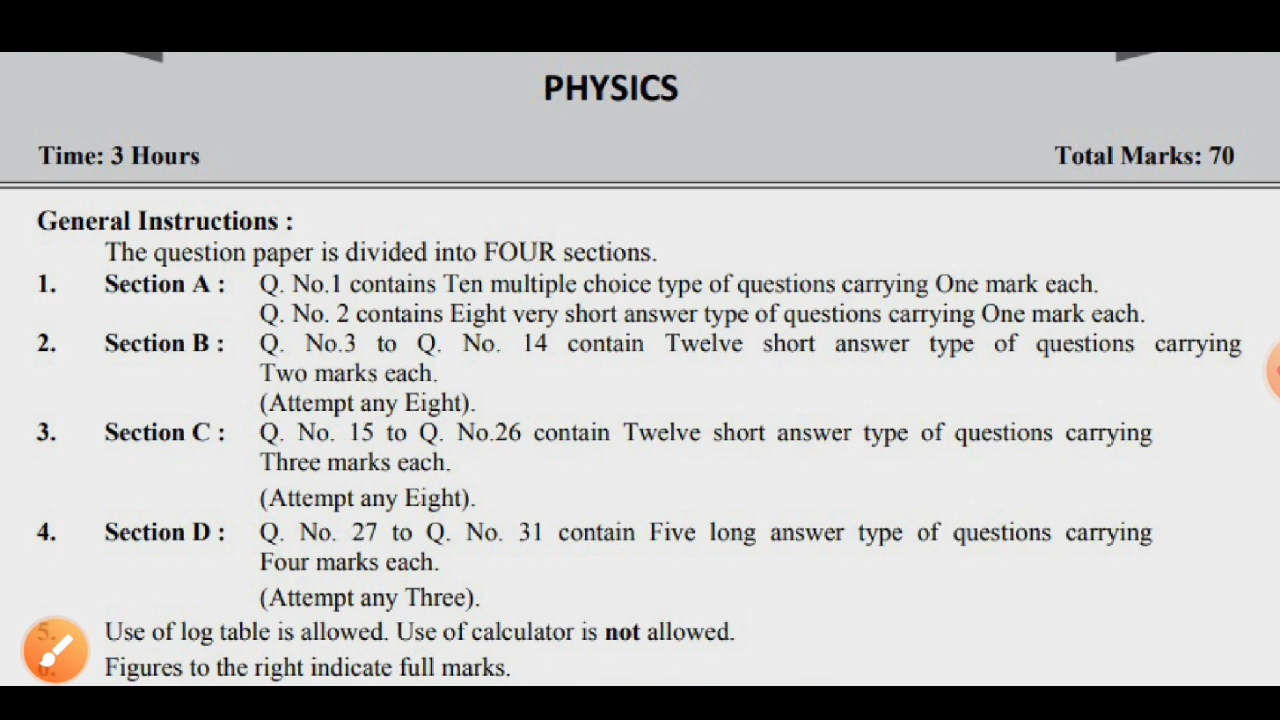 PHYSICS
Time: 3 Hours Total Marks: 70
General Instructions :
The question paper is divided into FOUR sections.
1. Section A : Q. No.1 contains Ten multiple choice type of questions carrying One mark each.
Q. No. 2 contains Eight very short answer type of questions carrying One mark each.
2. Section B : Q. No.3 to Q. No. 14 contain Twelve short answer type of questions carrying
Two marks each.
(Attempt any Eight).
3. Section C : Q. No. 15 to Q. No.26 contain Twelve short answer type of questions carrying
Three marks each.
(Attempt any Eight).
4. Section D : Q. No. 27 to Q. No. 31 contain Five long answer type of questions carrying
Four marks each.
(Attempt any Three).
5. Use of log table is allowed. Use of calculator is not allowed.
6. Figures to the right indicate full marks.